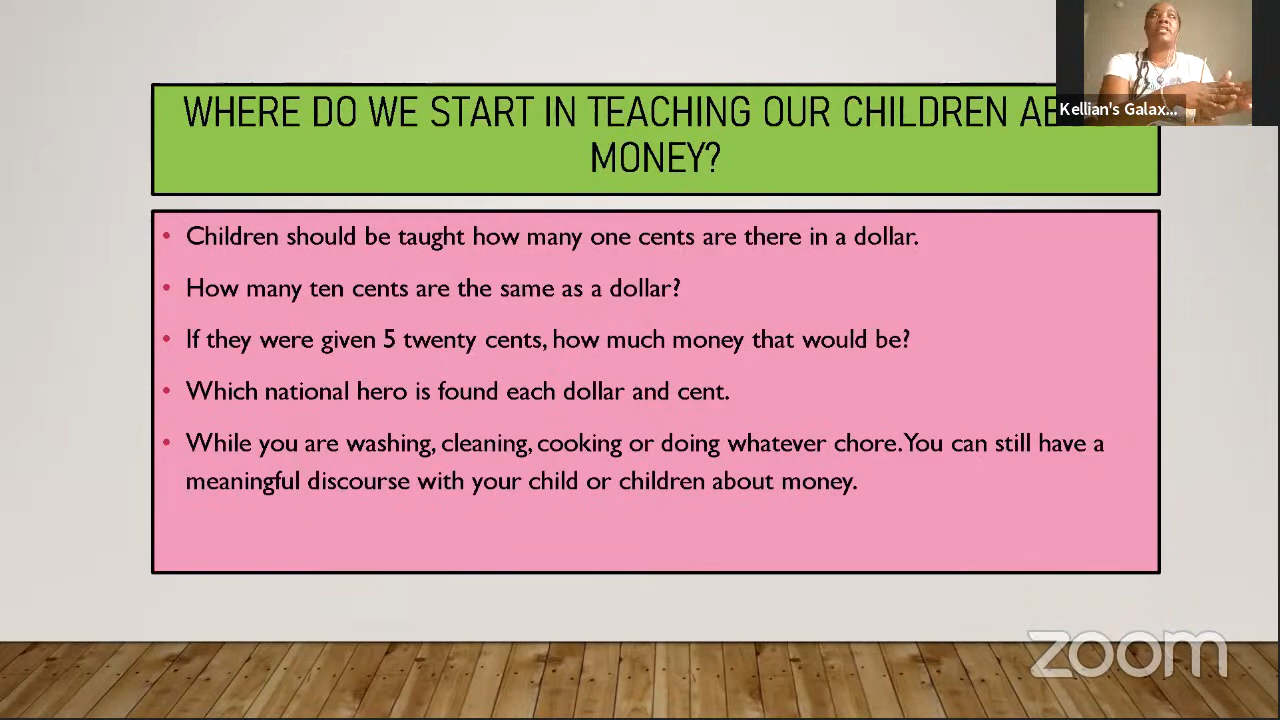 WHERE DO WE START IN TEACHING OUR CHILDREN
MONEY?
Kellian's Galax...
• Children should be taught how many one cents are there in a dollar.
• How many ten cents are the same as a dollar?
• If they were given 5 twenty cents, how much money that would be?
• Which national hero is found each dollar and cent.
• While you are washing, cleaning, cooking or doing whatever chore. You can still have a
meaningful discourse with your child or children about money.
zoom